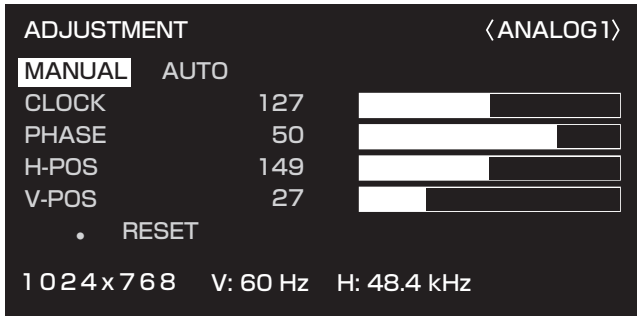 ADJUSTMENT 〈ANALOG1〉
MANUAL AUTO
CLOCK 127
PHASE 50
H-POS 149
V-POS 27
• RESET
1024x768 V: 60 Hz H: 48.4 kHz